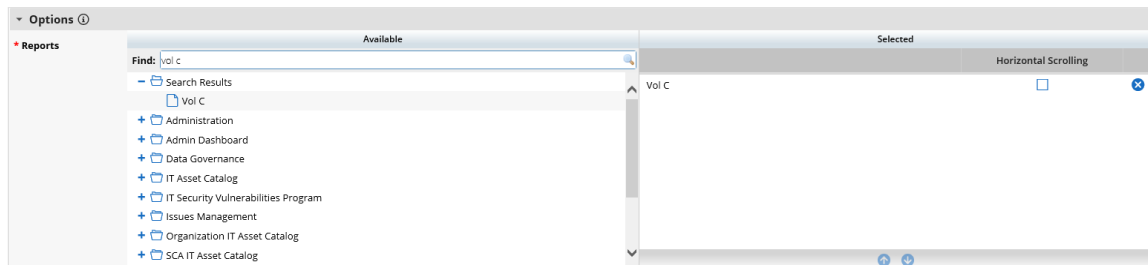 Options
* Reports
Available
Find: vol c
Search Results
Vol C
Administration
Admin Dashboard
Data Governance
IT Asset Catalog
IT Security Vulnerabilities Program
Issues Management
Organization IT Asset Catalog
SCA IT Asset Catalog
Selected
Horizontal Scrolling
Vol C